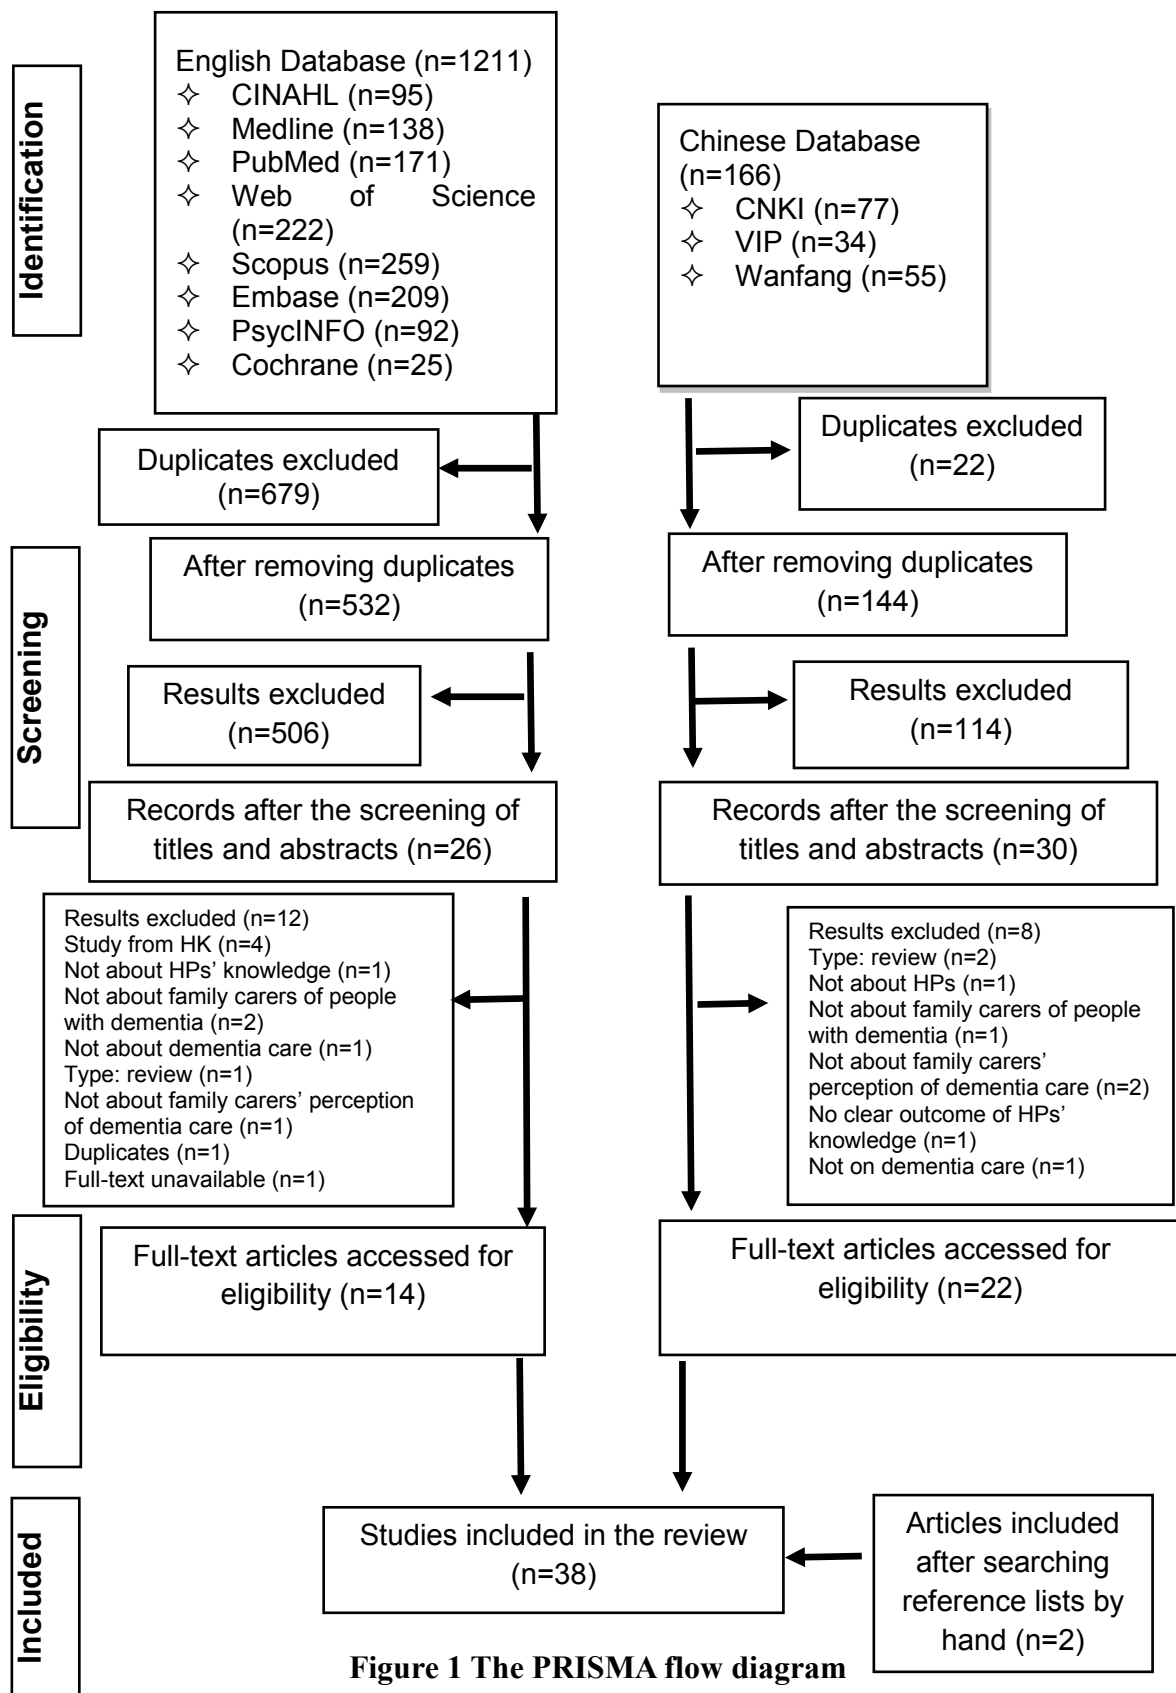 Identification
English Database (n=1211)
✧ CINAHL (n=95)
✧ Medline (n=138)
✧ PubMed (n=171)
✧ Web of Science
(n=222)
✧ Scopus (n=259)
✧ Embase (n=209)
✧ PsycINFO (n=92)
✧ Cochrane (n=25)
Chinese Database
(n=166)
✧ CNKI (n=77)
✧ VIP (n=34)
✧ Wanfang (n=55)
Duplicates excluded
(n=679)
Duplicates excluded
(n=22)
Screening
After removing duplicates
(n=532)
After removing duplicates
(n=144)
Results excluded
(n=506)
Results excluded
(n=114)
Records after the screening of
titles and abstracts (n=26)
Records after the screening of
titles and abstracts (n=30)
Results excluded (n=12)
Study from HK (n=4)
Not about HPs’ knowledge (n=1)
Not about family carers of people
with dementia (n=2)
Not about dementia care (n=1)
Type: review (n=1)
Not about family carers’ perception
of dementia care (n=1)
Duplicates (n=1)
Full-text unavailable (n=1)
Results excluded (n=8)
Type: review (n=2)
Not about HPs (n=1)
Not about family carers of people
with dementia (n=1)
Not about family carers’
perception of dementia care (n=2)
No clear outcome of HPs’
knowledge (n=1)
Not on dementia care (n=1)
Eligibility
Full-text articles accessed for
eligibility (n=14)
Full-text articles accessed for
eligibility (n=22)
Included
Studies included in the review
(n=38)
Articles included
after searching
reference lists by
hand (n=2)
Figure 1 The PRISMA flow diagram